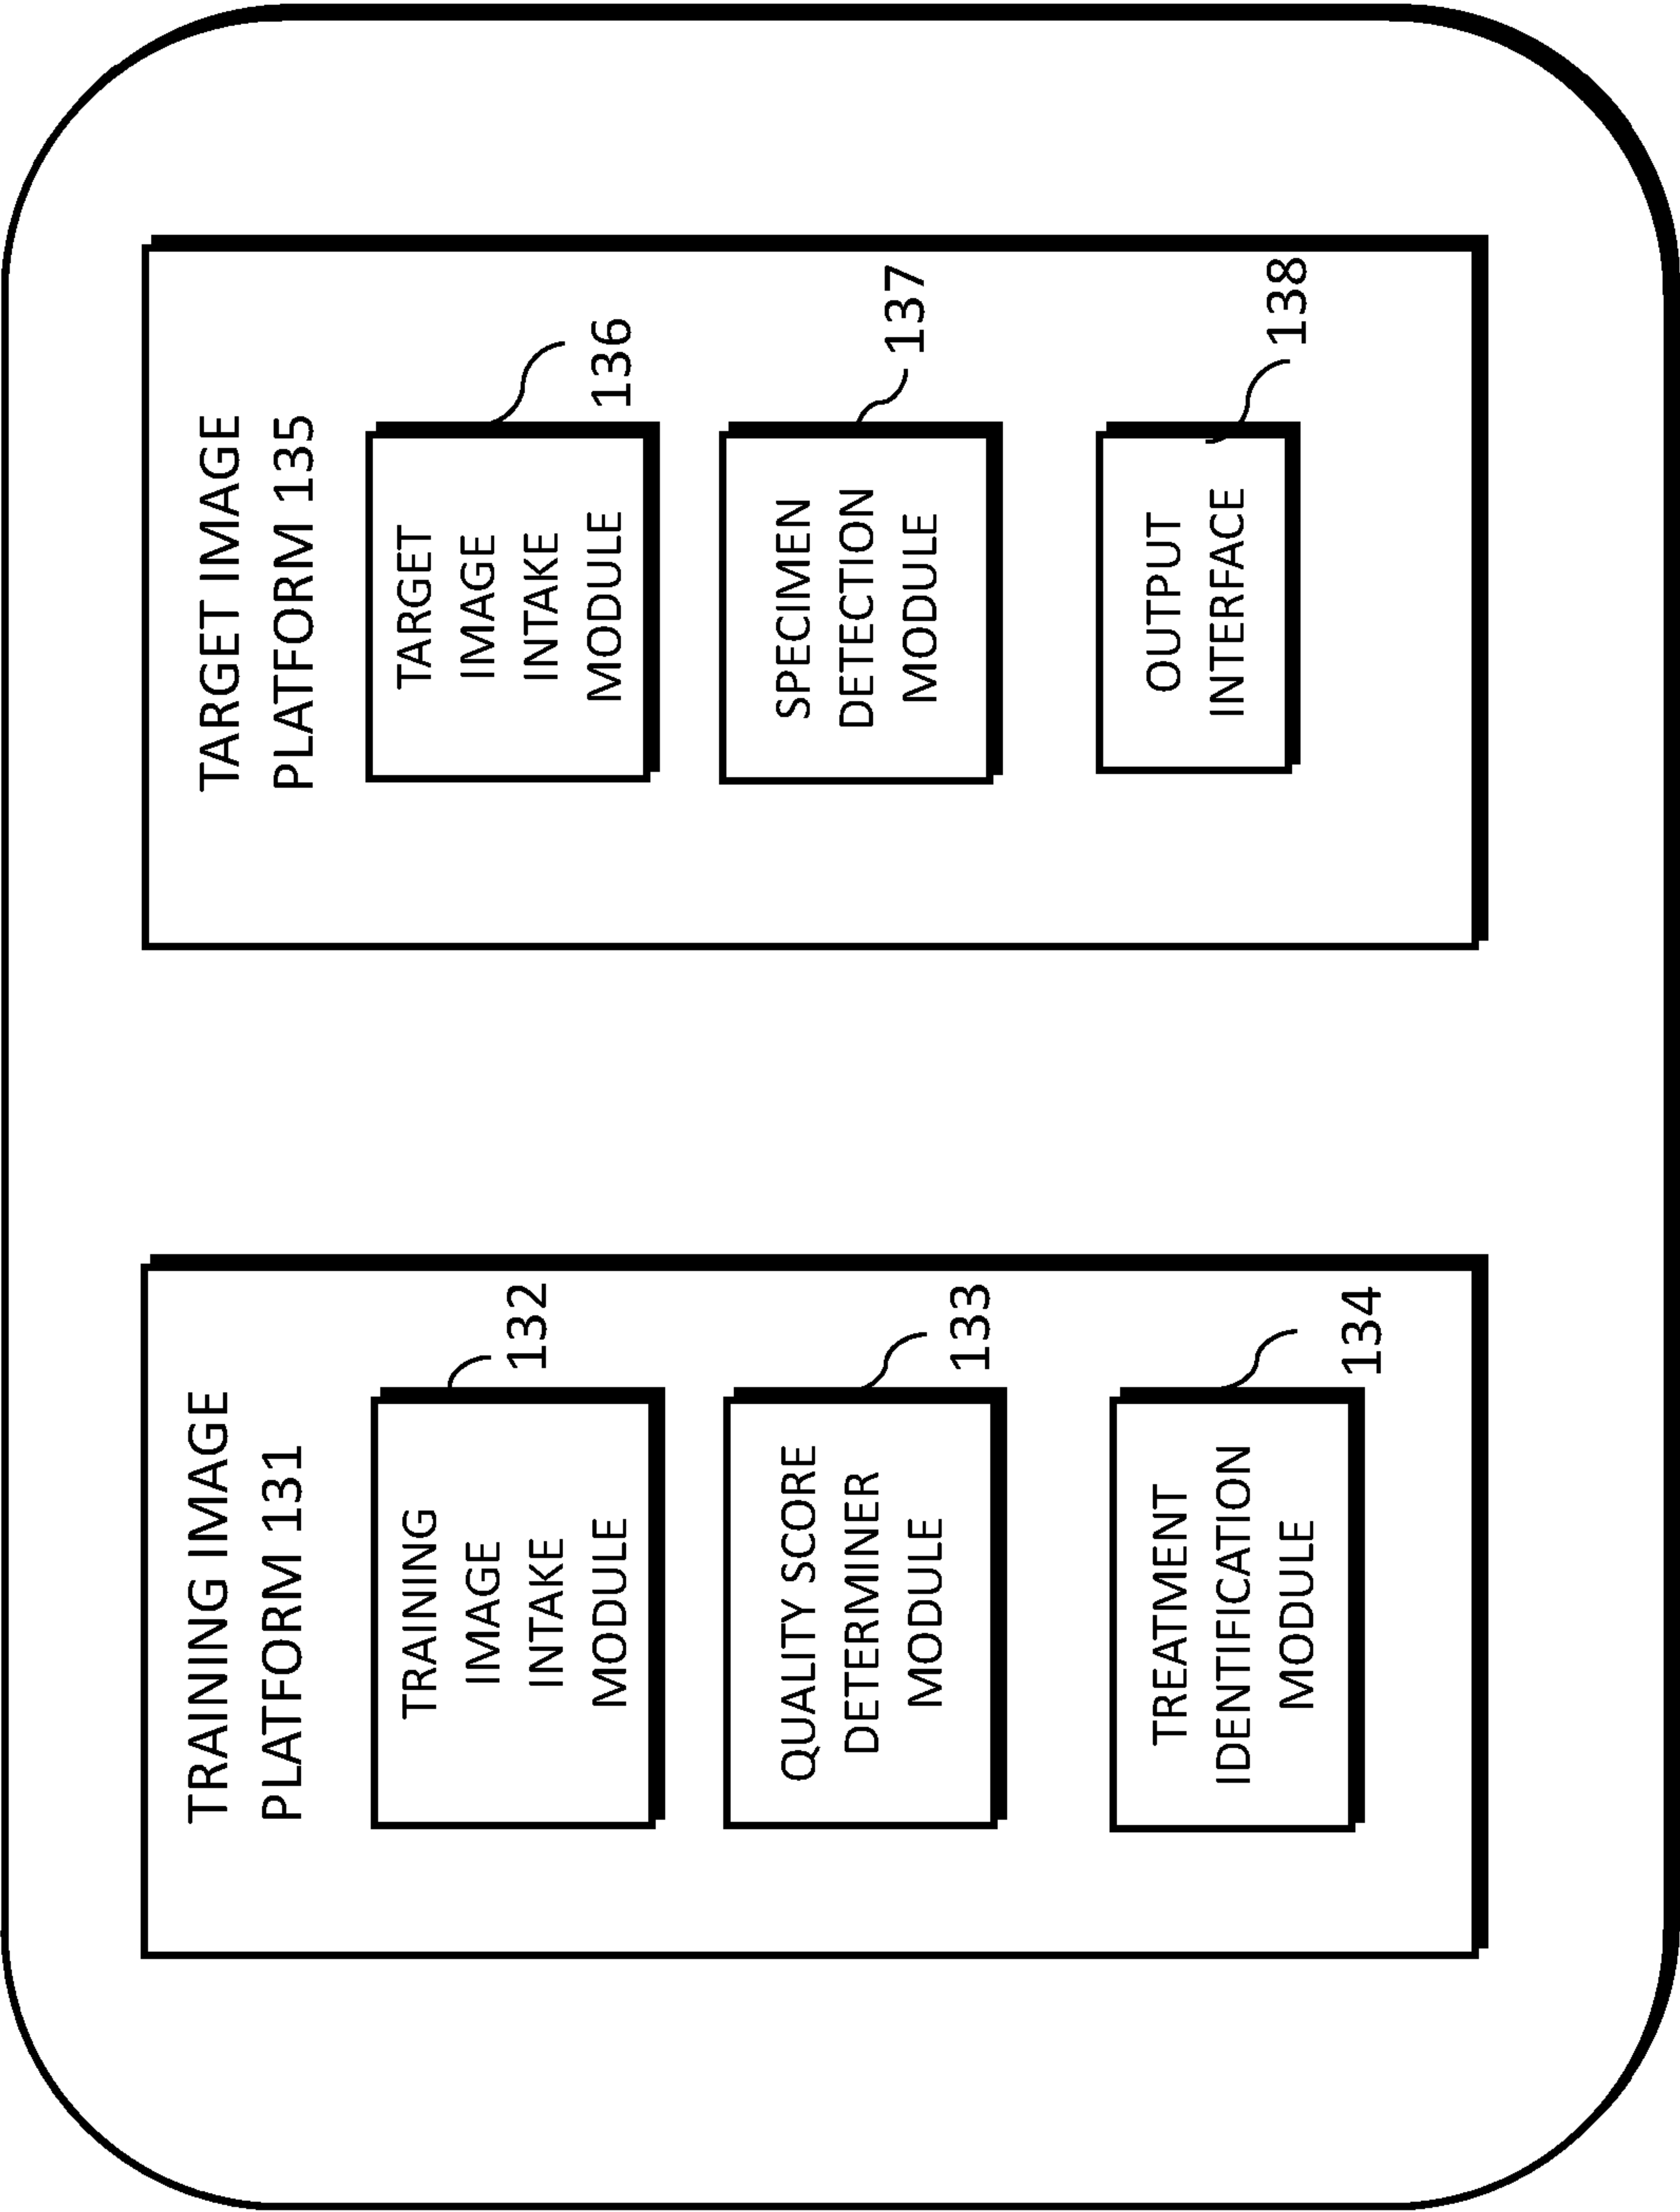 TRAINING IMAGE
PLATFORM 131
TRAINING
IMAGE
INTAKE
MODULE
132
QUALITY SCORE
DETERMINER
MODULE
133
TREATMENT
IDENTIFICATION
MODULE
134
TARGET IMAGE
PLATFORM 135
TARGET
IMAGE
INTAKE
MODULE
136
SPECIMEN
DETECTION
MODULE
137
OUTPUT
INTERFACE
138